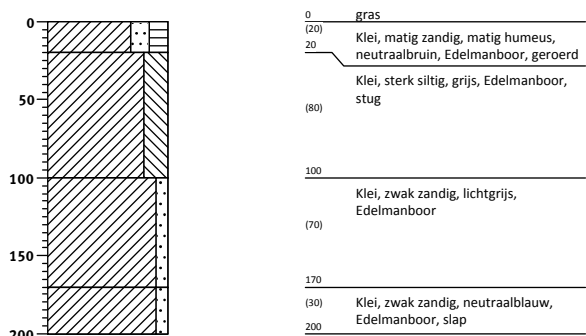 0
50
100
150
200
0 gras
(20) Klei, matig zandig, matig humeus,
20 neutraalbruin, Edelmanboor, geroerd
Klei, sterk siltig, grijs, Edelmanboor,
stug
(80)
100
Klei, zwak zandig, lichtgrijs,
Edelmanboor
(70)
170
(30) Klei, zwak zandig, neutraalblauw,
200 Edelmanboor, slap